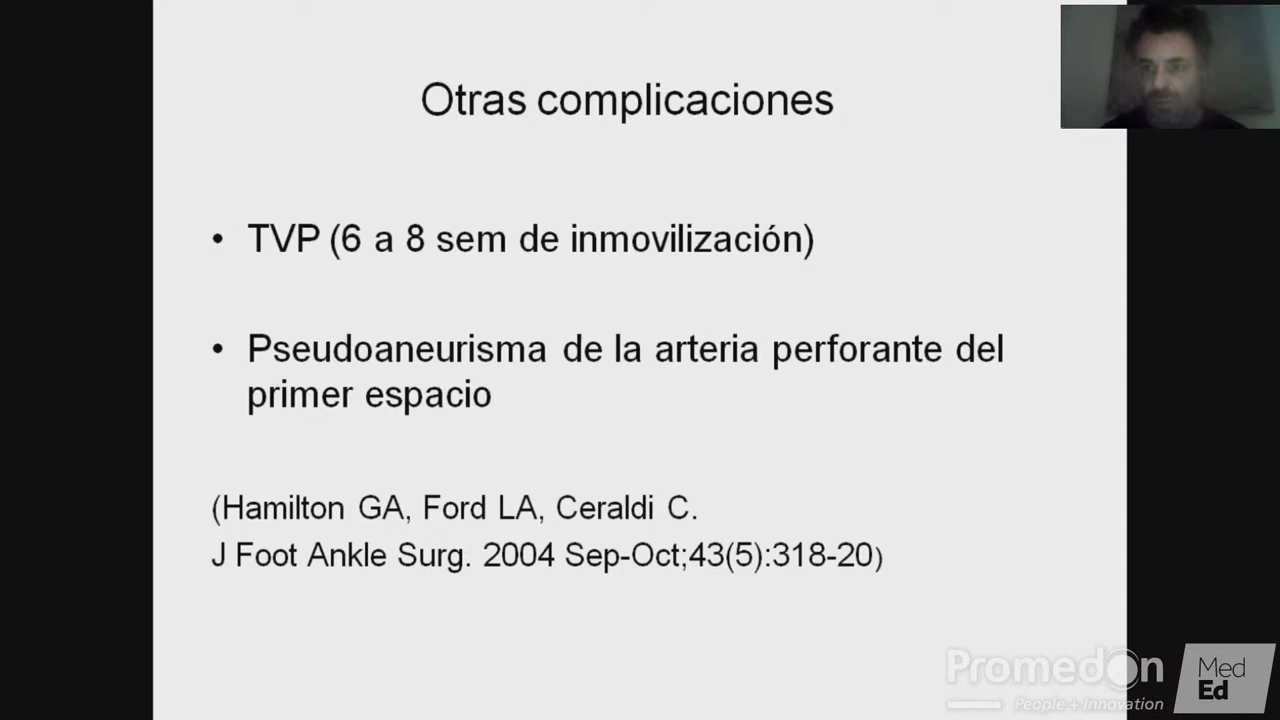 Otras complicaciones
• TVP (6 a 8 sem de inmovilización)
• Pseudoaneurisma de la arteria perforante del
primer espacio
(Hamilton GA, Ford LA, Ceraldi C.
J Foot Ankle Surg. 2004 Sep-Oct;43(5):318-20)
Promedon
People + Innovation
Med
Ed